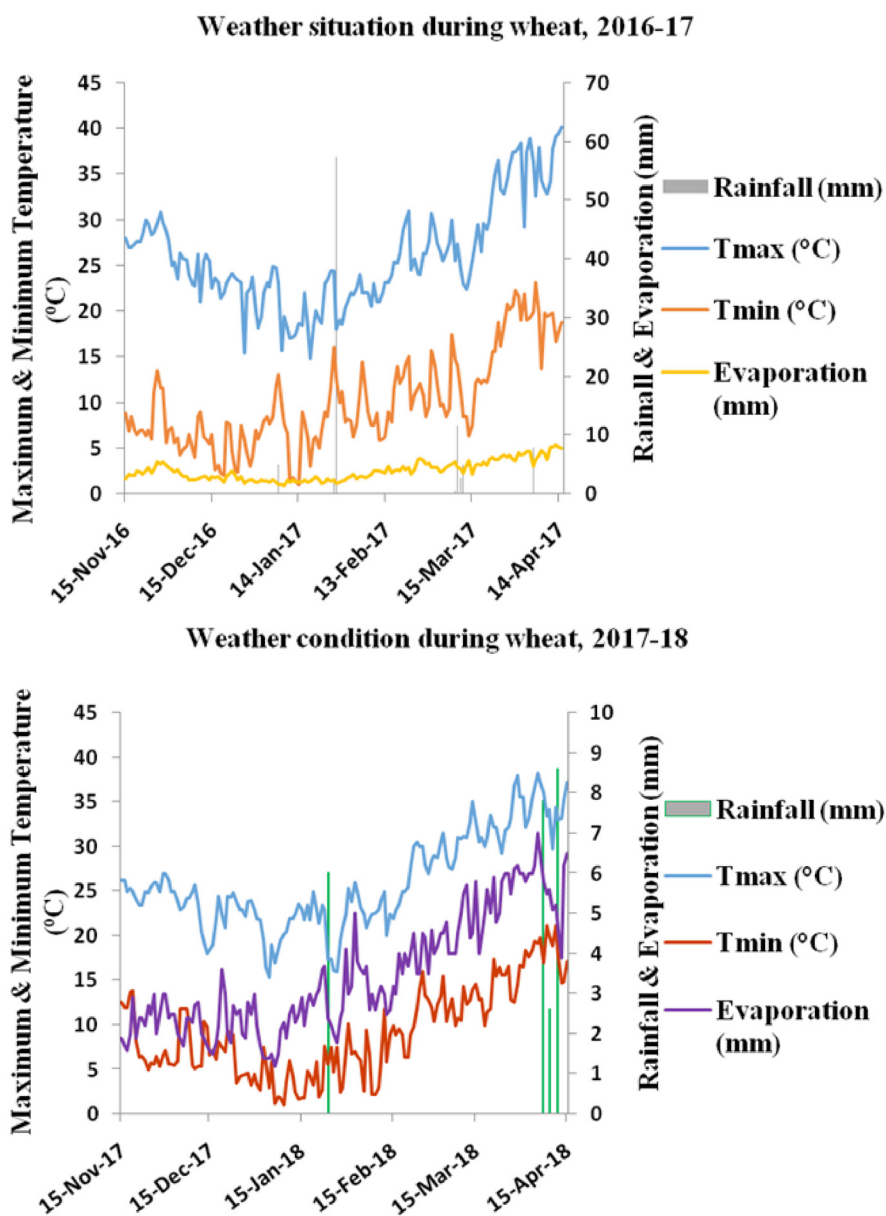 Weather situation during wheat, 2016-17
Maximum & Minimum Temperature
(ºC)
45
40
35
30
25
20
15
10
5
0
70
60
50
40
30
20
10
0
Rainall & Evaporation (mm)
15-Nov-16
15-Dec-16
14-Jan-17
13-Feb-17
15-Mar-17
14-Apr-17
Rainfall (mm)
Tmax (°C)
Tmin (°C)
Evaporation
(mm)
Weather condition during wheat, 2017-18
Maximum & Minimum Temperature
(ºC)
45
40
35
30
25
20
15
10
5
0
10
9
8
7
6
5
4
3
2
1
0
Rainfall & Evaporation (mm)
15-Nov-17
15-Dec-17
15-Jan-18
15-Feb-18
15-Mar-18
15-Apr-18
Rainfall (mm)
Tmax (°C)
Tmin (°C)
Evaporation
(mm)